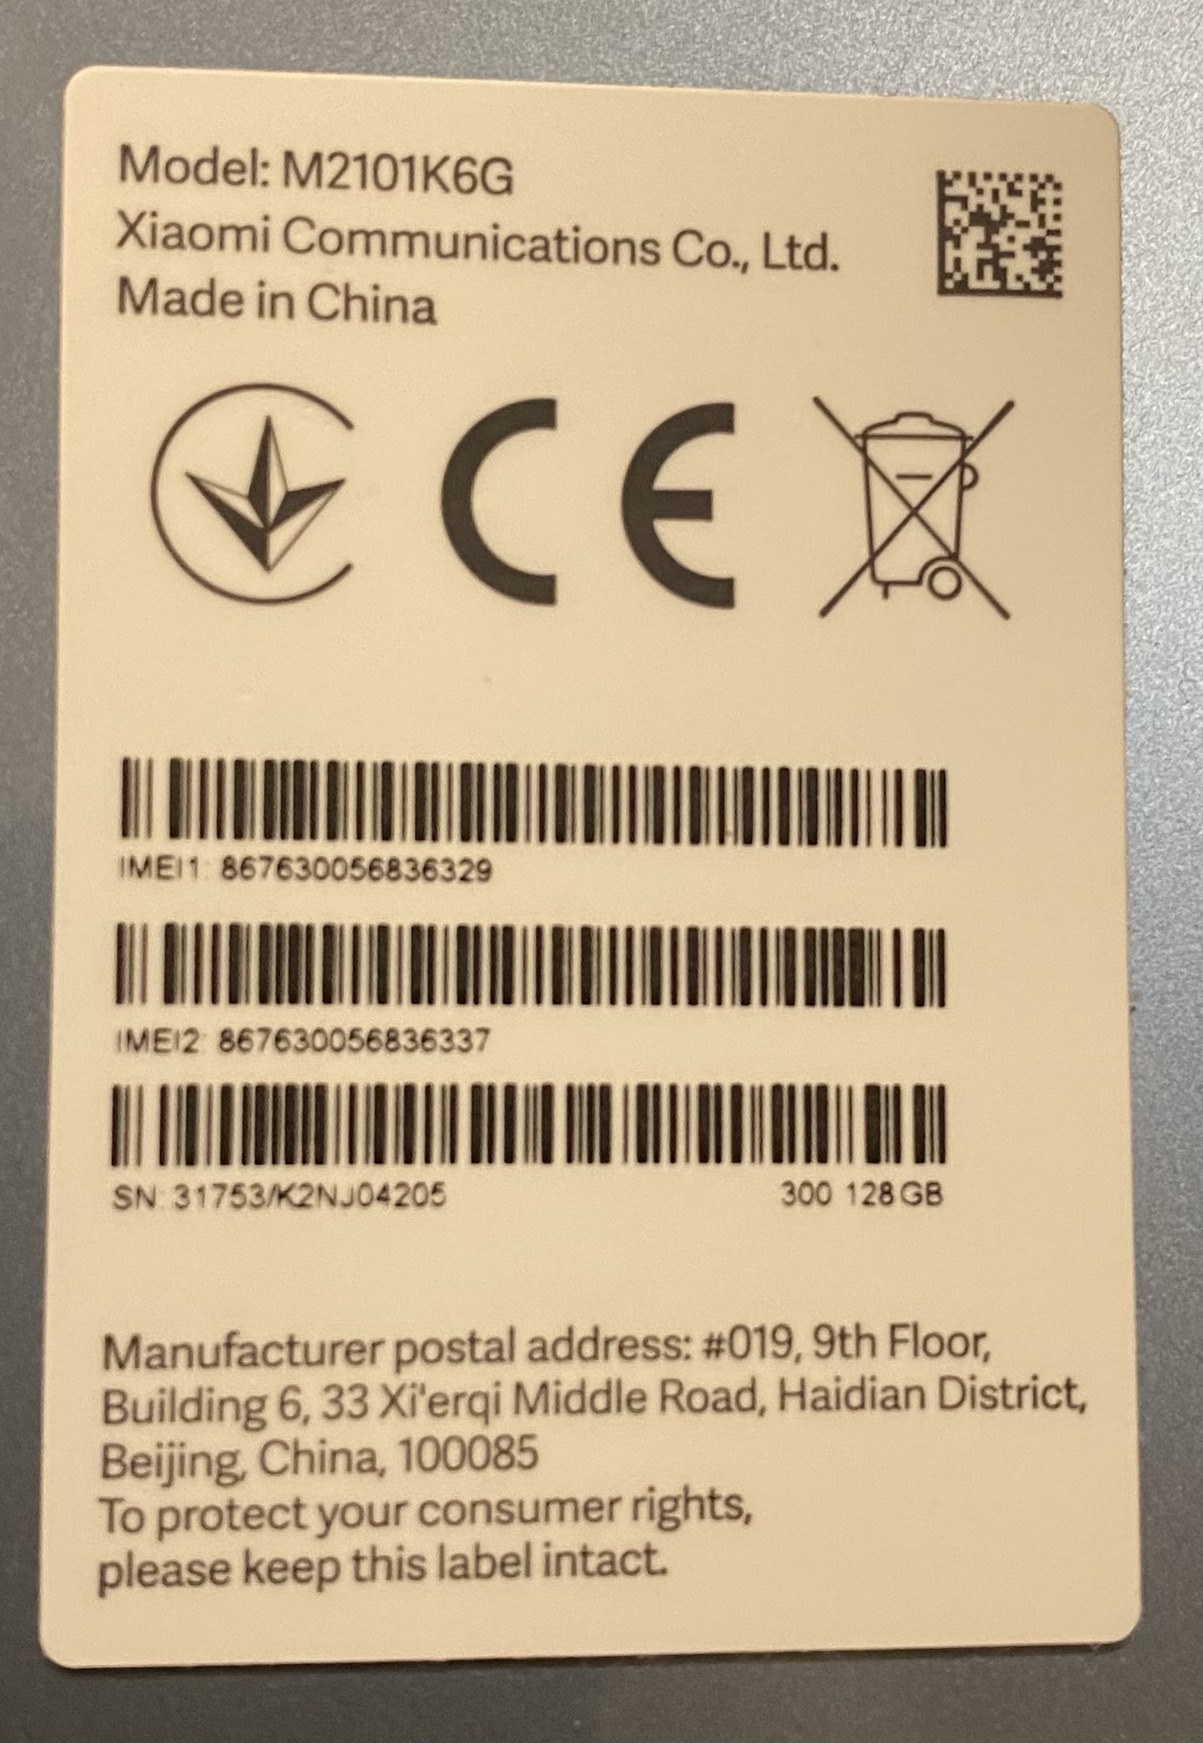 Model: M2101K6G
Xiaomi Communications Co., Ltd.
Made in China
CE
IMEI1: 867630056836329
IMEI2: 867630056836337
SN: 31753/K2NJ04205 300 128GB
Manufacturer postal address: #019, 9th Floor,
Building 6, 33 Xi'erqi Middle Road, Haidian District,
Beijing, China, 100085
To protect your consumer rights,
please keep this label intact.